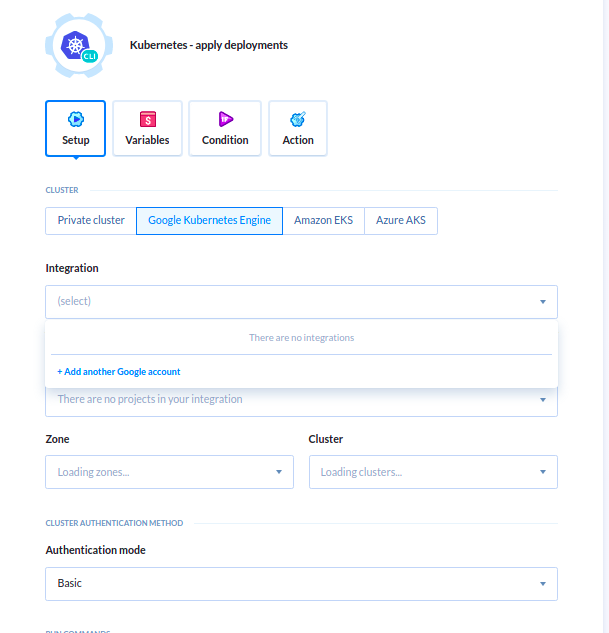 CLI
Kubernetes - apply deployments
Setup
Variables
Condition
Action
CLUSTER
Private cluster
Google Kubernetes Engine
Amazon EKS
Azure AKS
Integration
(select)
There are no integrations
+ Add another Google account
There are no projects in your integration
Zone
Cluster
Loading zones...
Loading clusters...
CLUSTER AUTHENTICATION METHOD
Authentication mode
Basic
RUN COMMANDS